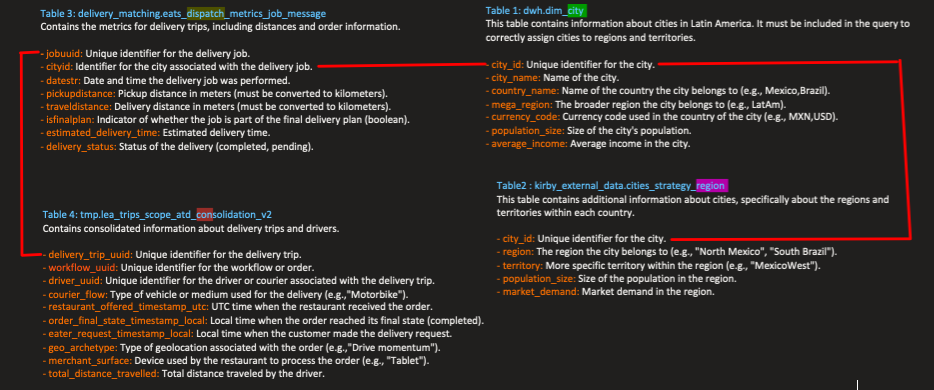 Table 3: delivery_matching.eats_dispatch_metrics_job_message
Contains the metrics for delivery trips, including distances and order information.
- jobuuid: Unique identifier for the delivery job.
- cityid: Identifier for the city associated with the delivery job.
- datestr: Date and time the delivery job was performed.
- pickupdistance: Pickup distance in meters (must be converted to kilometers).
- traveldistance: Delivery distance in meters (must be converted to kilometers).
- isfinalplan: Indicator of whether the job is part of the final delivery plan (boolean).
- estimated_delivery_time: Estimated delivery time.
- delivery_status: Status of the delivery (completed, pending).
Table 1: dwh.dim_city
This table contains information about cities in Latin America. It must be included in the query to
correctly assign cities to regions and territories.
- city_id: Unique identifier for the city.
- city_name: Name of the city.
- country_name: Name of the country the city belongs to (e.g., Mexico,Brazil).
- mega_region: The broader region the city belongs to (e.g., LatAm).
- currency_code: Currency code used in the country of the city (e.g., MXN,USD).
- population_size: Size of the city's population.
- average_income: Average income in the city.
Table 4: tmp.lea_trips_scope_atd_consolidation_v2
Contains consolidated information about delivery trips and drivers.
- delivery_trip_uuid: Unique identifier for the delivery trip.
- workflow_uuid: Unique identifier for the workflow or order.
- driver_uuid: Unique identifier for the driver or courier associated with the delivery trip.
- courier_flow: Type of vehicle or medium used for the delivery (e.g.,"Motorbike").
- restaurant_offered_timestamp_utc: UTC time when the restaurant received the order.
- order_final_state_timestamp_local: Local time when the order reached its final state (completed).
- eater_request_timestamp_local: Local time when the customer made the delivery request.
- geo_archetype: Type of geolocation associated with the order (e.g.,"Drive momentum").
- merchant_surface: Device used by the restaurant to process the order (e.g., "Tablet").
- total_distance_travelled: Total distance traveled by the driver.
Table2 : kirby_external_data.cities_strategy_region
This table contains additional information about cities, specifically about the regions and
territories within each country.
- city_id: Unique identifier for the city.
- region: The region the city belongs to (e.g., "North Mexico", "South Brazil").
- territory: More specific territory within the region (e.g., "MexicoWest").
- population_size: Size of the population in the region.
- market_demand: Market demand in the region.